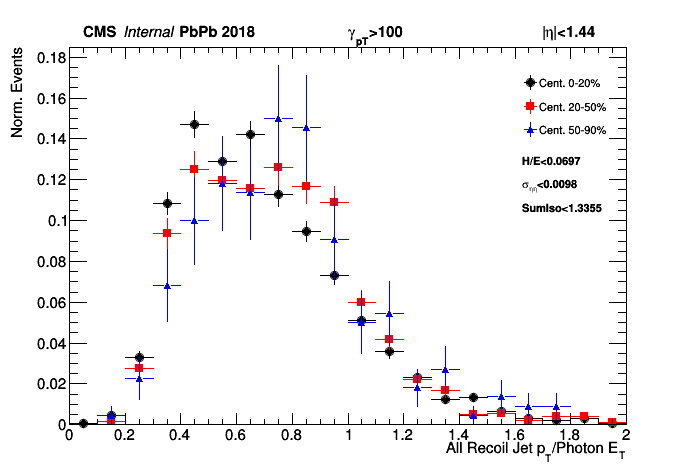 CMS Internal PbPb 2018
γpT>100
|η|<1.44
Norm. Events
0.18
0.16
0.14
0.12
0.1
0.08
0.06
0.04
0.02
0
Cent. 0-20%
Cent. 20-50%
Cent. 50-90%
H/E<0.0697
σηη<0.0098
SumIso<1.3355
0 0.2 0.4 0.6 0.8 1 1.2 1.4 1.6 1.8 2
All Recoil Jet pT/Photon ET